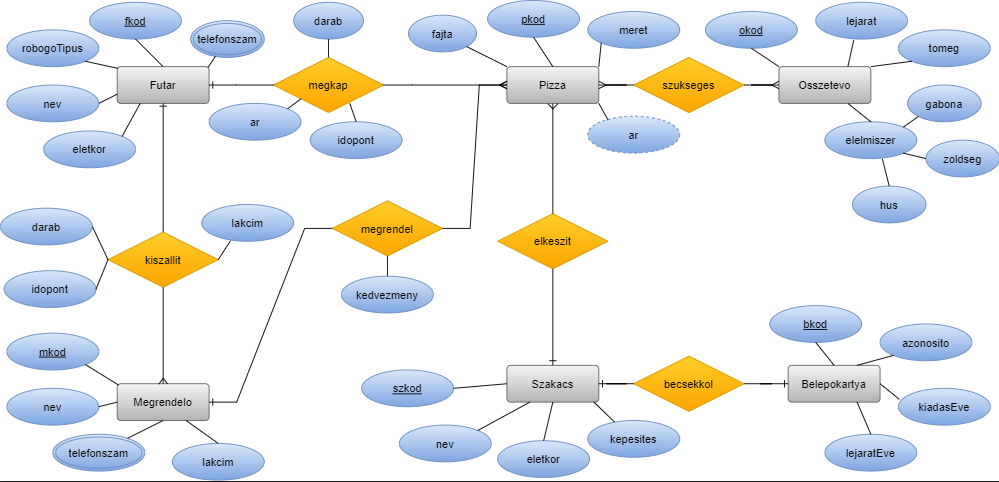 fkod
robogoTipus
telefonszam
Futar
nev
eletkor
darab
megkap
ar
idopont
fajta
pkod
meret
Pizza
ar
szukseges
okod
lejarat
tomeg
Osszetevo
gabona
elelmiszer
zoldseg
hus
darab
lakcim
kiszallit
idopont
megrendel
kedvezmeny
elkeszit
mkod
nev
Megrendelo
telefonszam
lakcim
szkod
Szakacs
nev
eletkor
kepesites
becsekkol
bkod
azonosito
Belepokartya
kiadasEve
lejaratEve